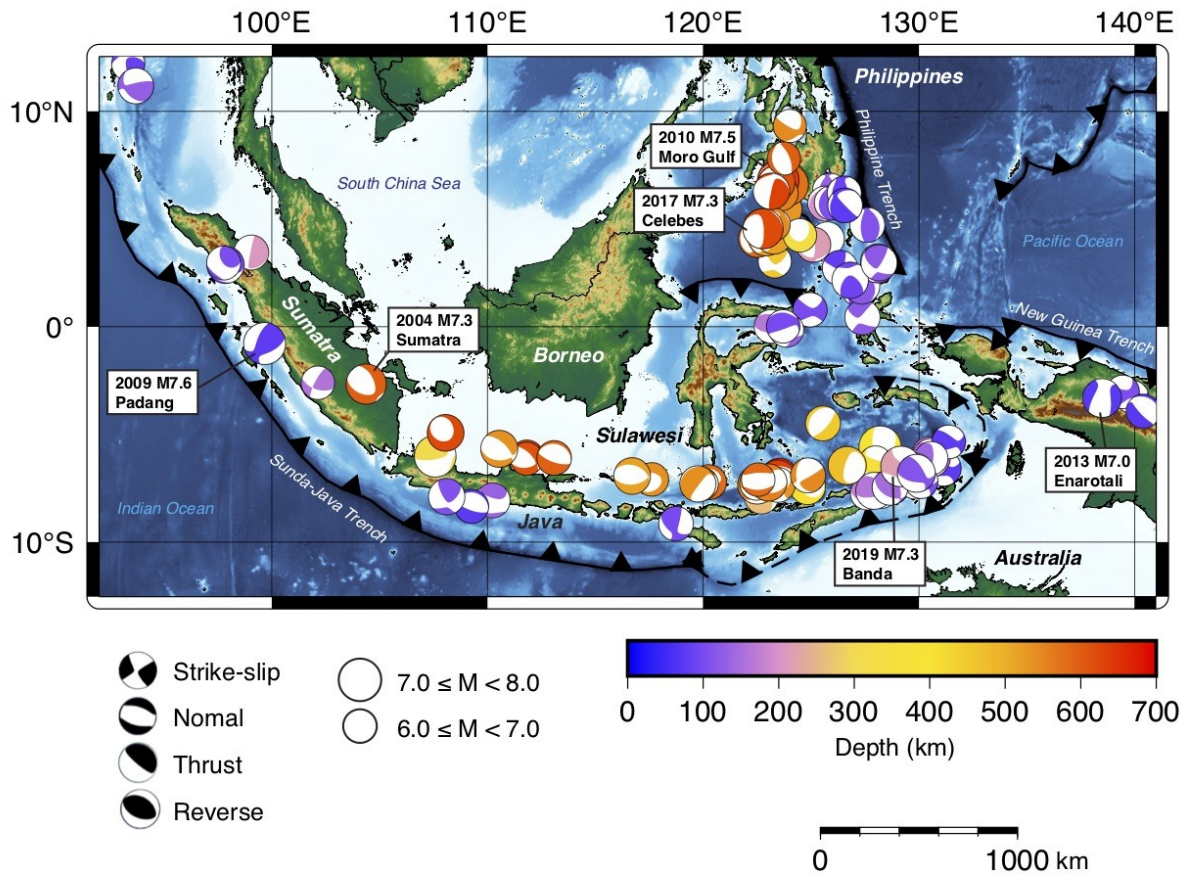 100°E
110°E
120°E
130°E
140°E
10°N
0°
10°S
Philippines
2010 M7.5
Moro Gulf
Philippine Trench
South China Sea
2017 M7.3
Celebes
Pacific Ocean
Sumatra
2004 M7.3
Sumatra
New Guinea Trench
Borneo
2009 M7.6
Padang
Sulawesi
Sunda-Java Trench
2013 M7.0
Enarotali
Indian Ocean
Java
2019 M7.3
Banda
Australia
Strike-slip
Nomal
Thrust
Reverse
7.0 ≤ M < 8.0
6.0 ≤ M < 7.0
0 100 200 300 400 500 600 700
Depth (km)
0 1000 km